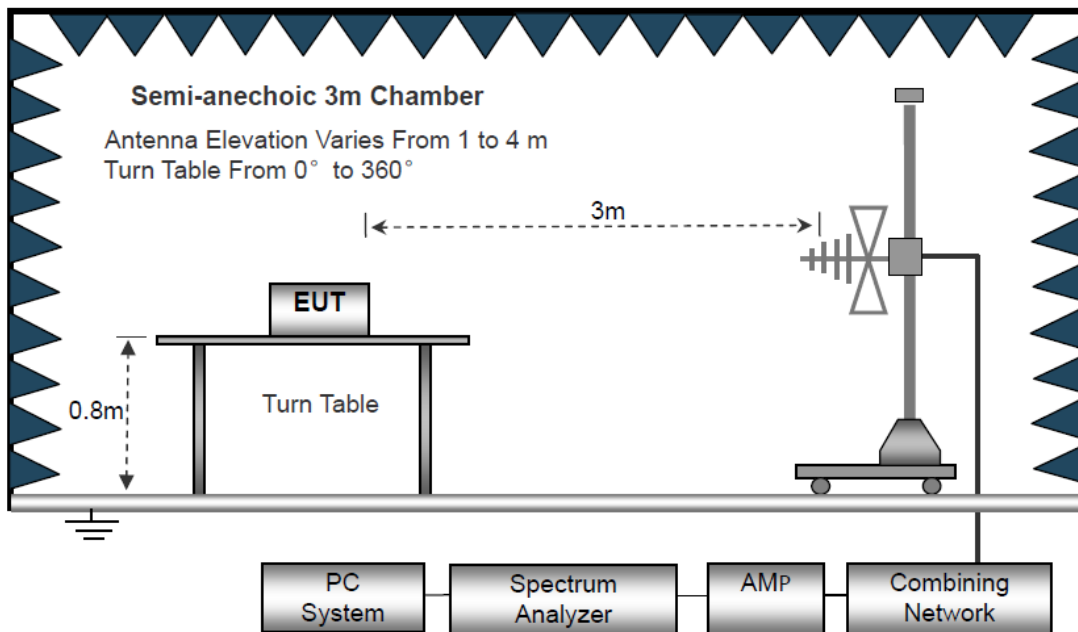 Semi-anechoic 3m Chamber
Antenna Elevation Varies From 1 to 4 m
Turn Table From 0° to 360°
3m
EUT
0.8m
Turn Table
PC
System
Spectrum
Analyzer
AMP
Combining
Network